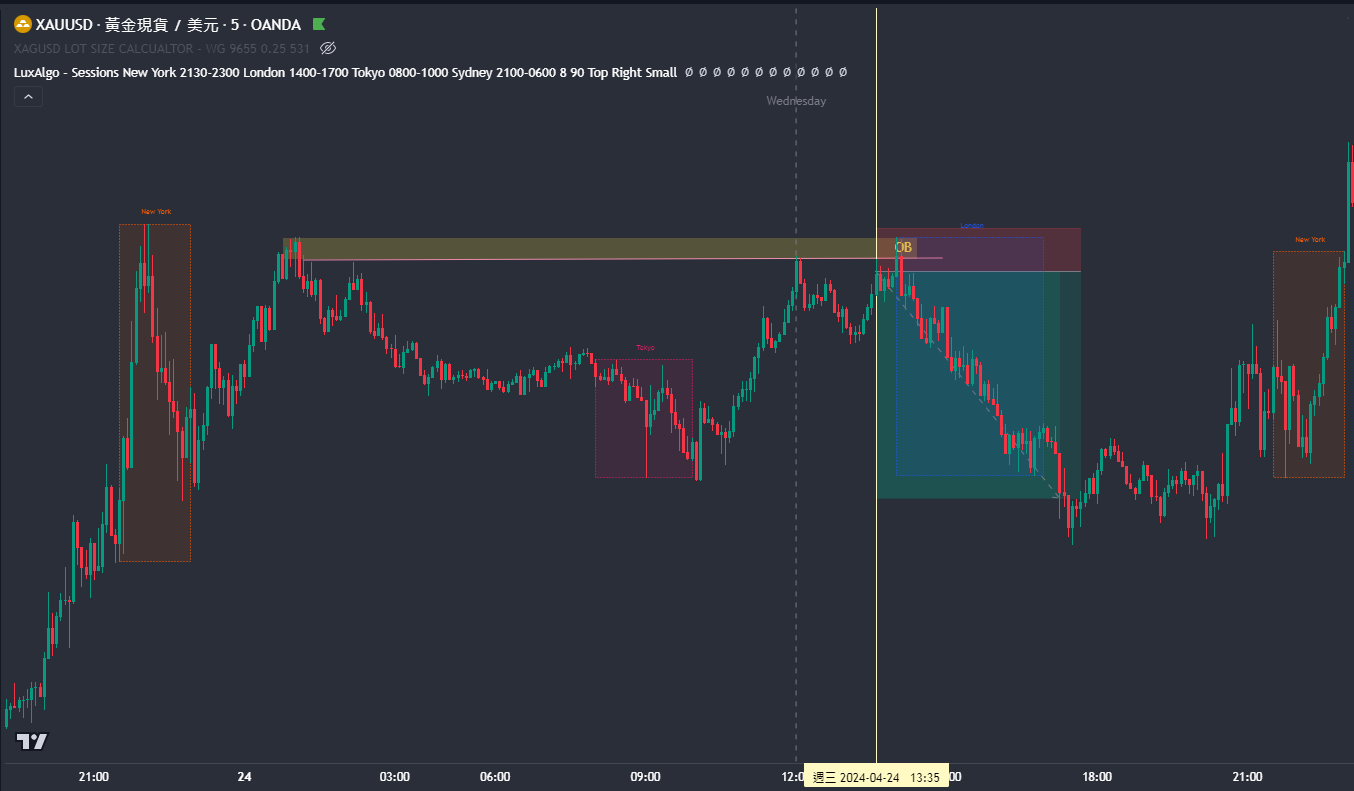 XAUUSD · 黃金現貨 / 美元 · 5 · OANDA
XAGUSD LOT SIZE CALCUALTOR - WG 9655 0.25 531
LuxAlgo - Sessions New York 2130-2300 London 1400-1700 Tokyo 0800-1000 Sydney 2100-0600 8 90 Top Right Small Ø Ø Ø Ø Ø Ø Ø Ø Ø Ø Ø Ø
Wednesday
New York
London
New York
OB
Tokyo
21:00 24 03:00 06:00 09:00 12:0 週三 2024-04-24 13:35 00 18:00 21:00